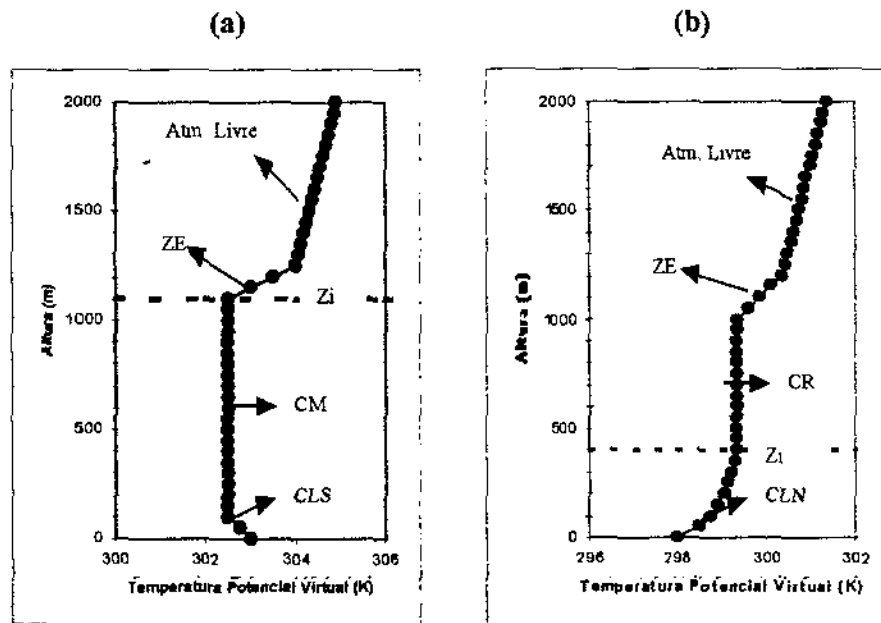 (a)
2000
1500
1000
500
0
Altura (m)
Atm. Livre
ZE
Zi
CM
CLS
300
302
304
306
Temperatura Potencial Virtual (K)
(b)
2000
1500
1000
500
0
Altura (m)
Atm. Livre
ZE
CR
Zi
CLN
296
298
300
302
Temperatura Potencial Virtual (K)